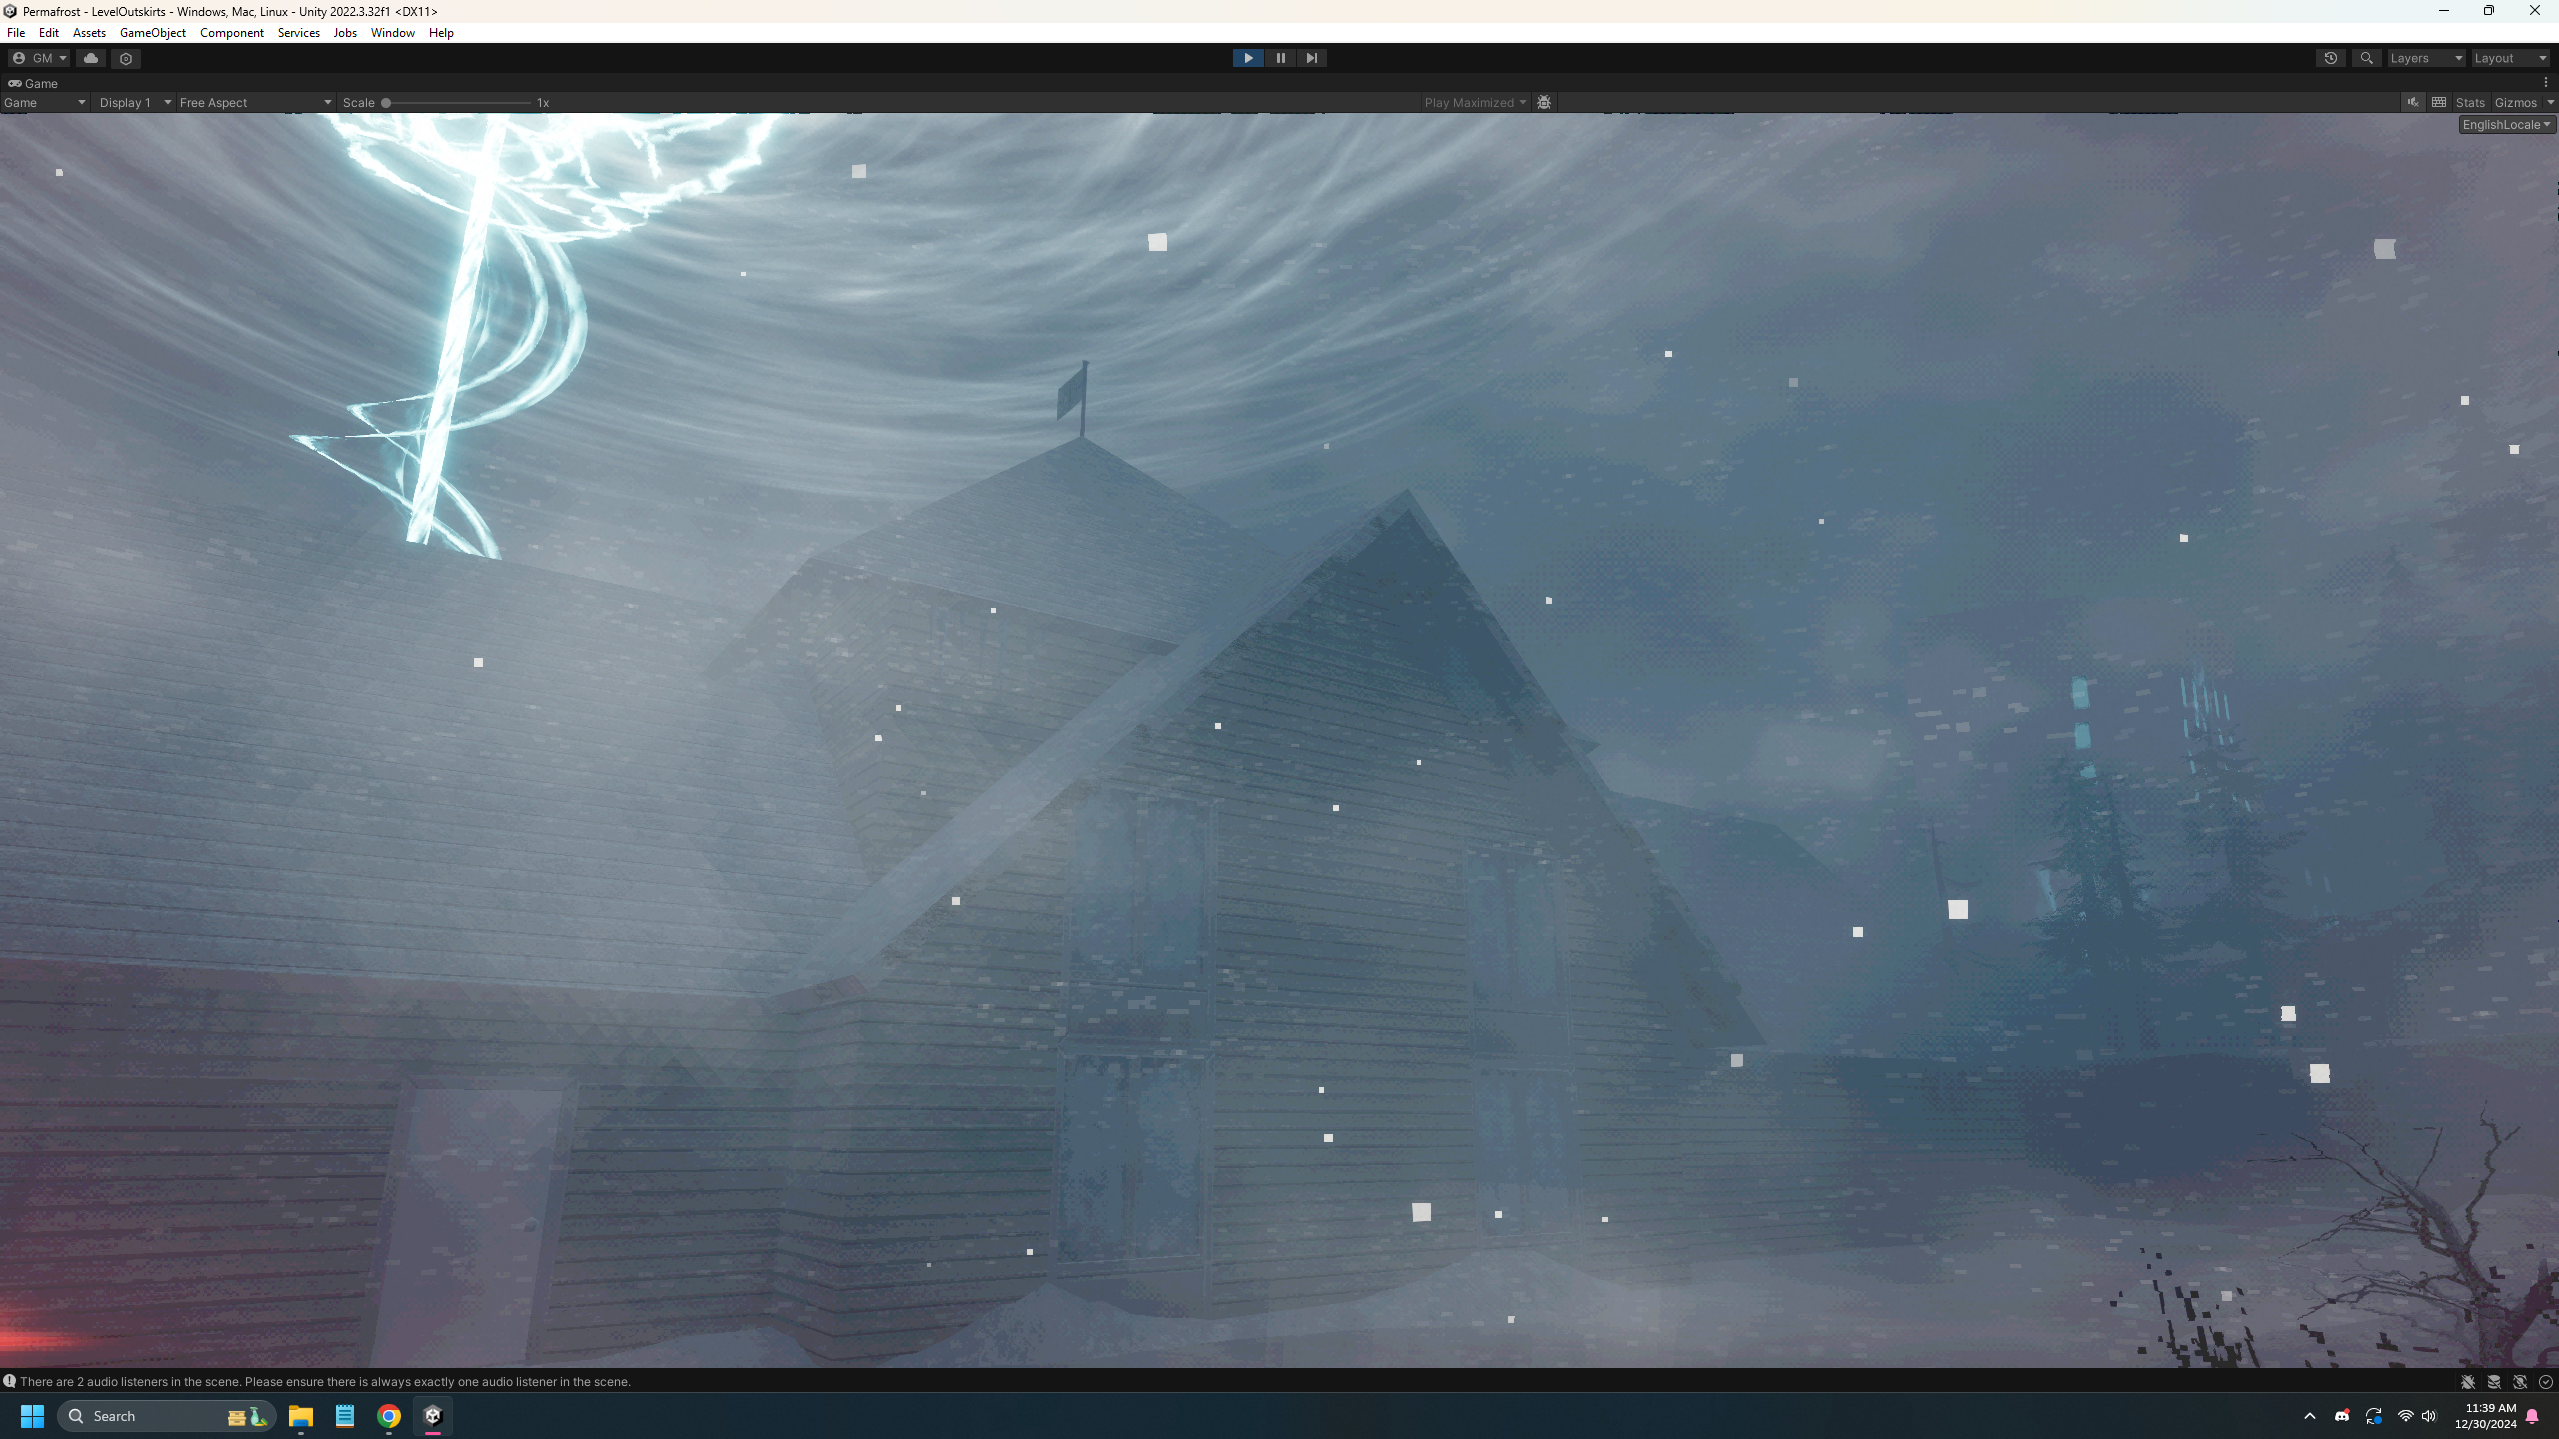 Permafrost - LevelOutskirts - Windows, Mac, Linux - Unity 2022.3.32f1 <DX11>
File Edit Assets GameObject Component Services Jobs Window Help
GM Layers Layout
Game
Game Display 1 Free Aspect Scale 1x Play Maximized Stats Gizmos
EnglishLocale
There are 2 audio listeners in the scene. Please ensure there is always exactly one audio listener in the scene.
Search
11:39 AM
12/30/2024